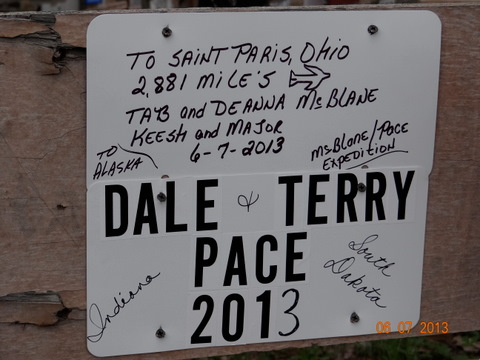 TO SAINT PARIS, OHIO
2,881 MILE'S
TAB and DEANNA McBLANE
KEESH and MAJOR
6-7-2013
TO ALASKA
McBLANE/PACE
EXPEDITION
DALE & TERRY
PACE
2013
Indiana
South
Dakota
06 07 2013